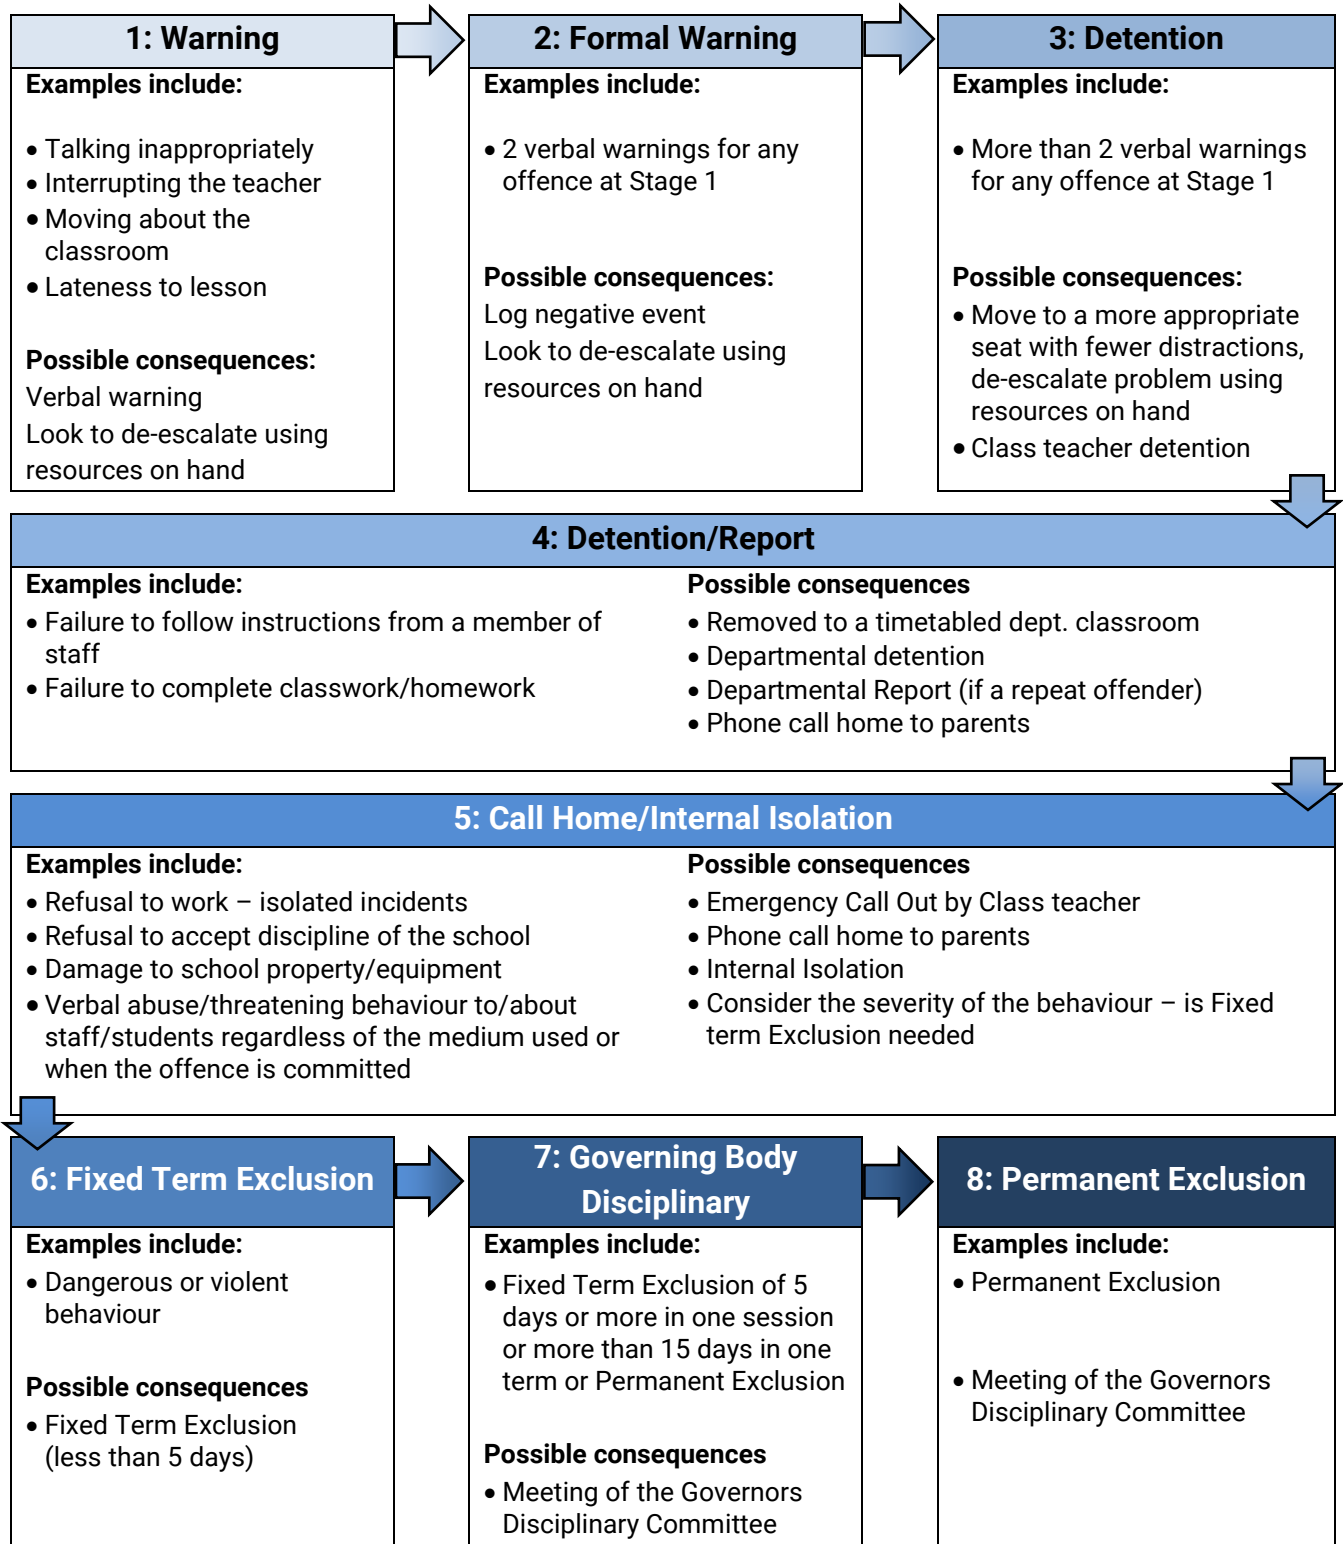 1: Warning
Examples include:
• Talking inappropriately
• Interrupting the teacher
• Moving about the
classroom
• Lateness to lesson
Possible consequences:
Verbal warning
Look to de-escalate using
resources on hand
2: Formal Warning
Examples include:
• 2 verbal warnings for any
offence at Stage 1
Possible consequences:
Log negative event
Look to de-escalate using
resources on hand
3: Detention
Examples include:
• More than 2 verbal warnings
for any offence at Stage 1
Possible consequences:
• Move to a more appropriate
seat with fewer distractions,
de-escalate problem using
resources on hand
• Class teacher detention
4: Detention/Report
Examples include:
• Failure to follow instructions from a member of
staff
• Failure to complete classwork/homework
Possible consequences
• Removed to a timetabled dept. classroom
• Departmental detention
• Departmental Report (if a repeat offender)
• Phone call home to parents
5: Call Home/Internal Isolation
Examples include:
• Refusal to work – isolated incidents
• Refusal to accept discipline of the school
• Damage to school property/equipment
• Verbal abuse/threatening behaviour to/about
staff/students regardless of the medium used or
when the offence is committed
Possible consequences
• Emergency Call Out by Class teacher
• Phone call home to parents
• Internal Isolation
• Consider the severity of the behaviour – is Fixed
term Exclusion needed
6: Fixed Term Exclusion
Examples include:
• Dangerous or violent
behaviour
Possible consequences
• Fixed Term Exclusion
(less than 5 days)
7: Governing Body
Disciplinary
Examples include:
• Fixed Term Exclusion of 5
days or more in one session
or more than 15 days in one
term or Permanent Exclusion
Possible consequences
• Meeting of the Governors
Disciplinary Committee
8: Permanent Exclusion
Examples include:
• Permanent Exclusion
• Meeting of the Governors
Disciplinary Committee